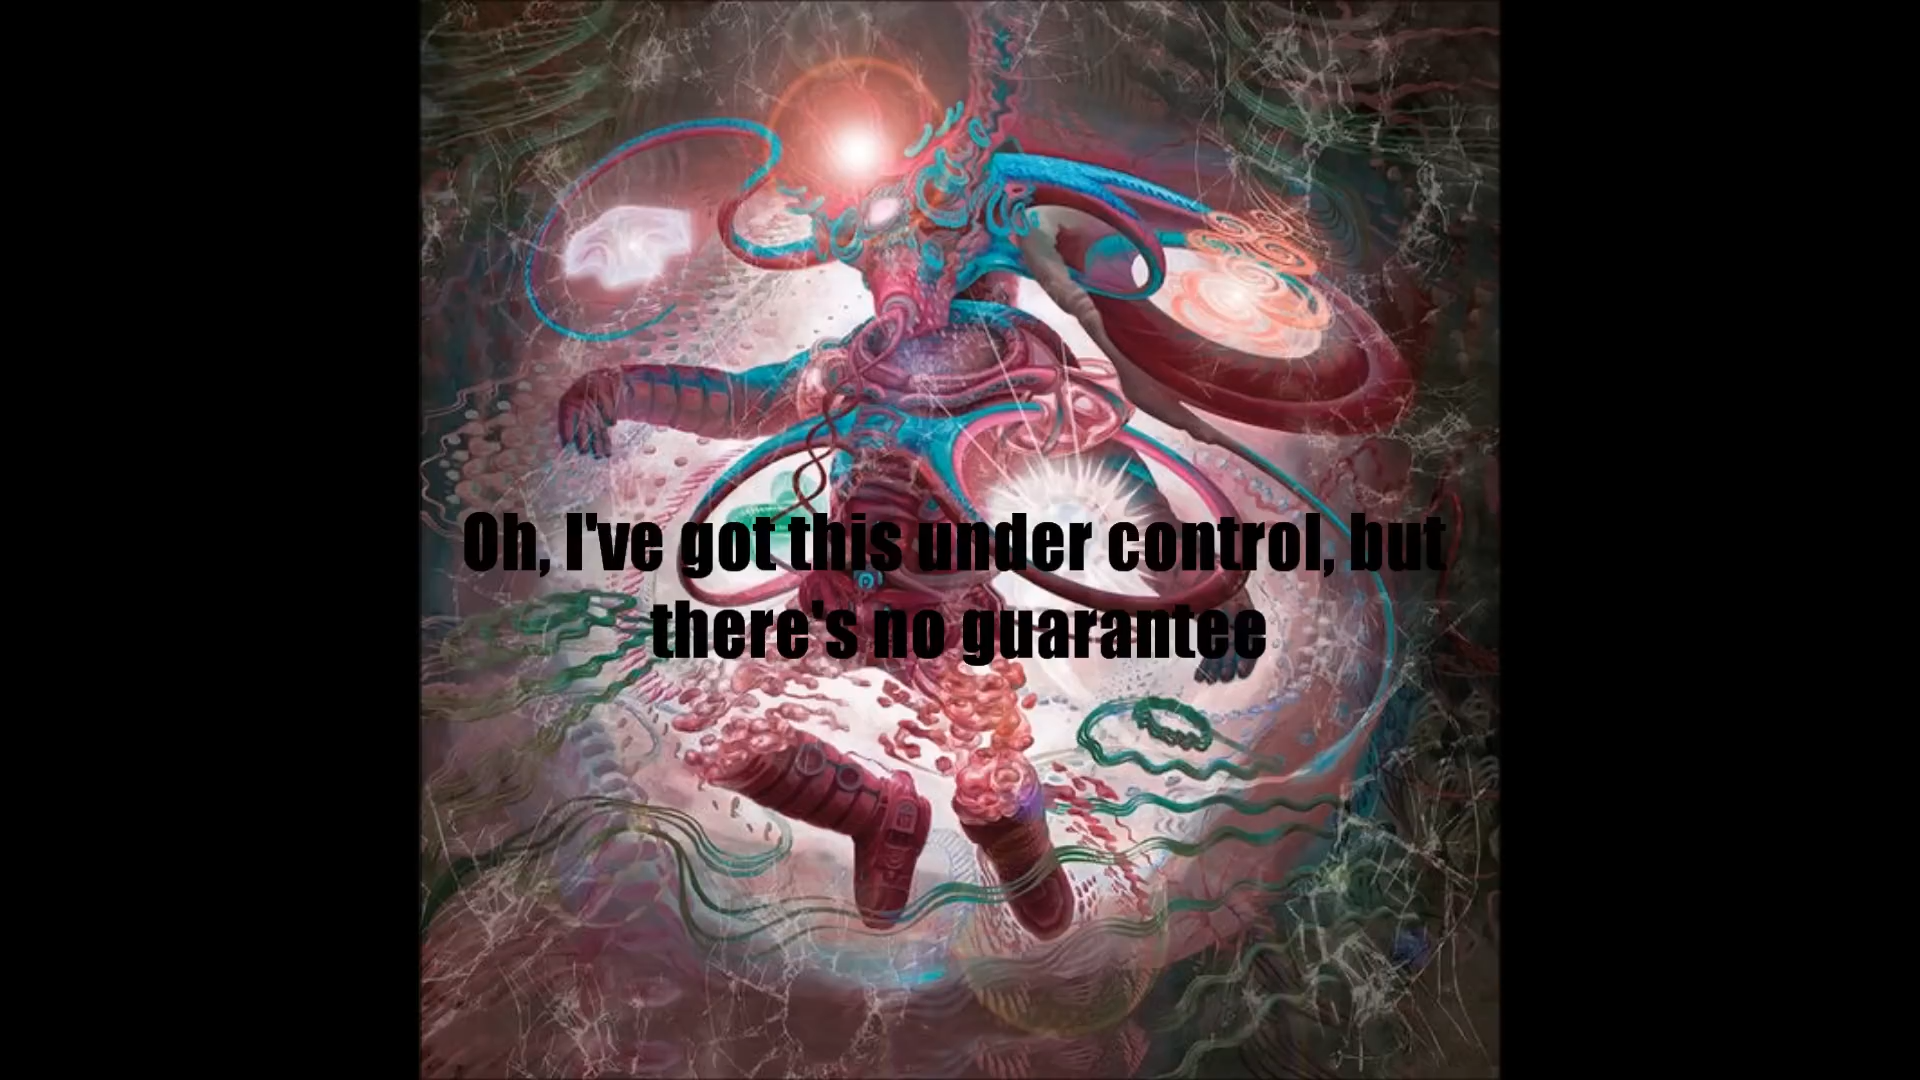 Oh, I've got this under control, but
there's no guarantee